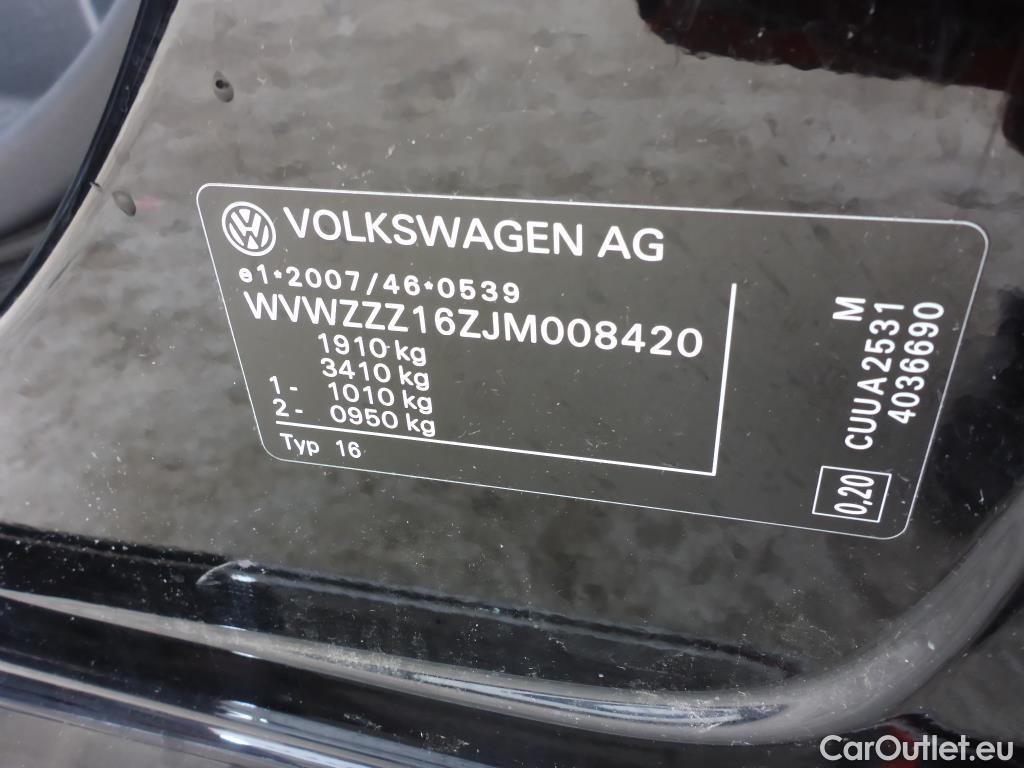 VOLKSWAGEN AG
e1*2007/46*0539
WVWZZZ16ZJM008420
1910 kg
3410 kg
1- 1010 kg
2- 0950 kg
Typ 16
M
CUUA2531
4036690
0,20
CarOutlet.eu